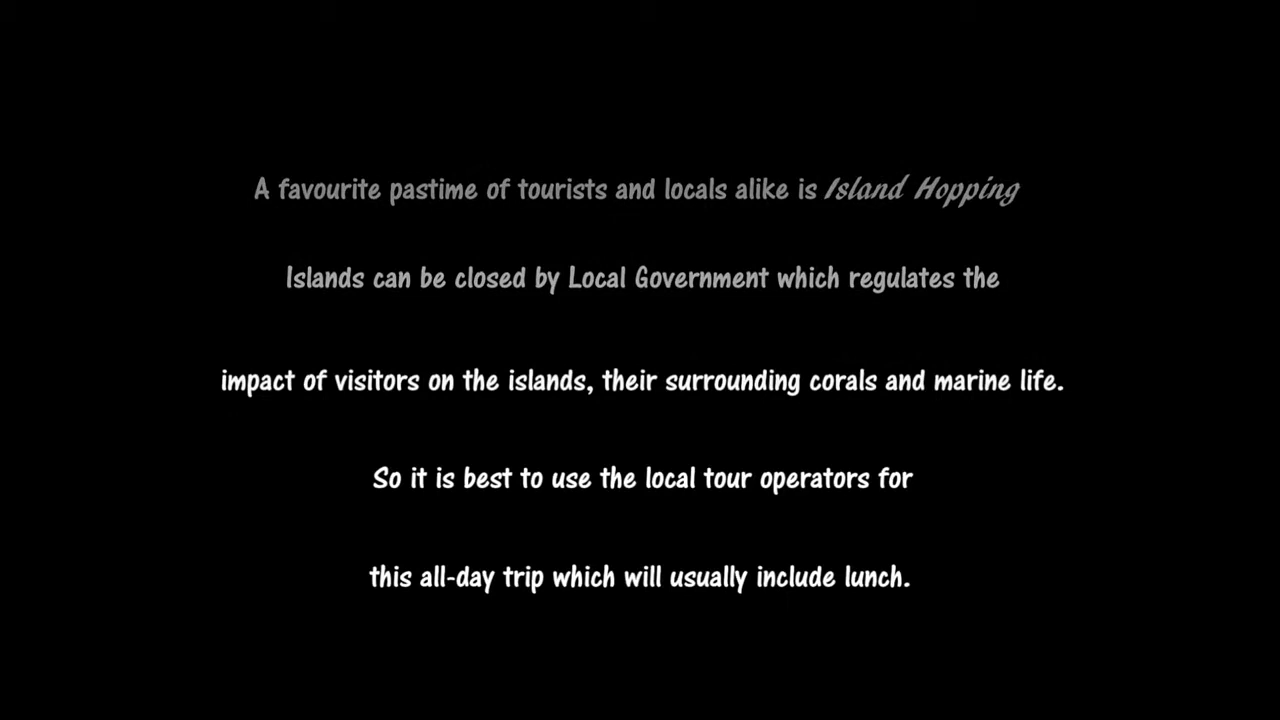 A favourite pastime of tourists and locals alike is Island Hopping
Islands can be closed by Local Government which regulates the
impact of visitors on the islands, their surrounding corals and marine life.
So it is best to use the local tour operators for
this all-day trip which will usually include lunch.